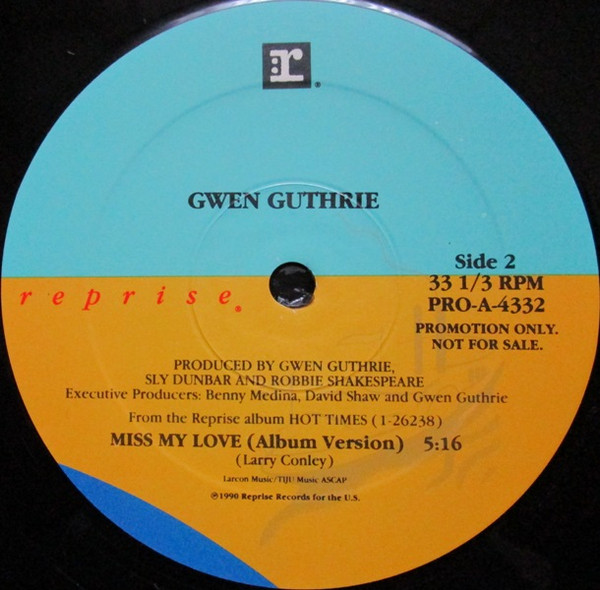 r
GWEN GUTHRIE
Side 2
33 1/3 RPM
PRO-A-4332
PROMOTION ONLY.
NOT FOR SALE.
reprise
PRODUCED BY GWEN GUTHRIE,
SLY DUNBAR AND ROBBIE SHAKESPEARE
Executive Producers: Benny Medina, David Shaw and Gwen Guthrie
From the Reprise album HOT TIMES (1-26238)
MISS MY LOVE (Album Version) 5:16
(Larry Conley)
Larcon Music/TIJU Music ASCAP
℗1990 Reprise Records for the U.S.